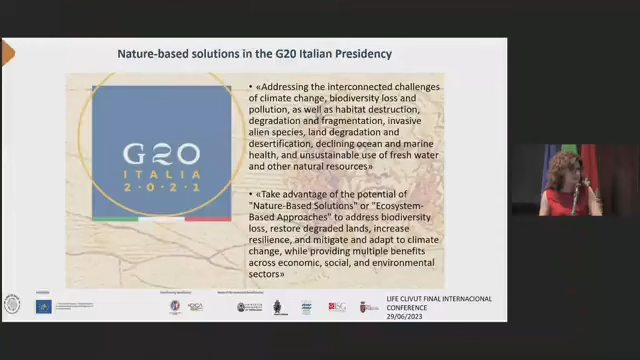 Nature-based solutions in the G20 Italian Presidency
G20
ITALIA
2·0·2·1
• «Addressing the interconnected challenges
of climate change, biodiversity loss and
pollution, as well as habitat destruction,
degradation and fragmentation, invasive
alien species, land degradation and
desertification, declining ocean and marine
health, and unsustainable use of fresh water
and other natural resources»
• «Take advantage of the potential of
"Nature-Based Solutions" or "Ecosystem-
Based Approaches" to address biodiversity
loss, restore degraded lands, increase
resilience, and mitigate and adapt to climate
change, while providing multiple benefits
across economic, social, and environmental
sectors»
LIFE CLIVUT FINAL INTERNACIONAL
CONFERENCE
29/06/2023